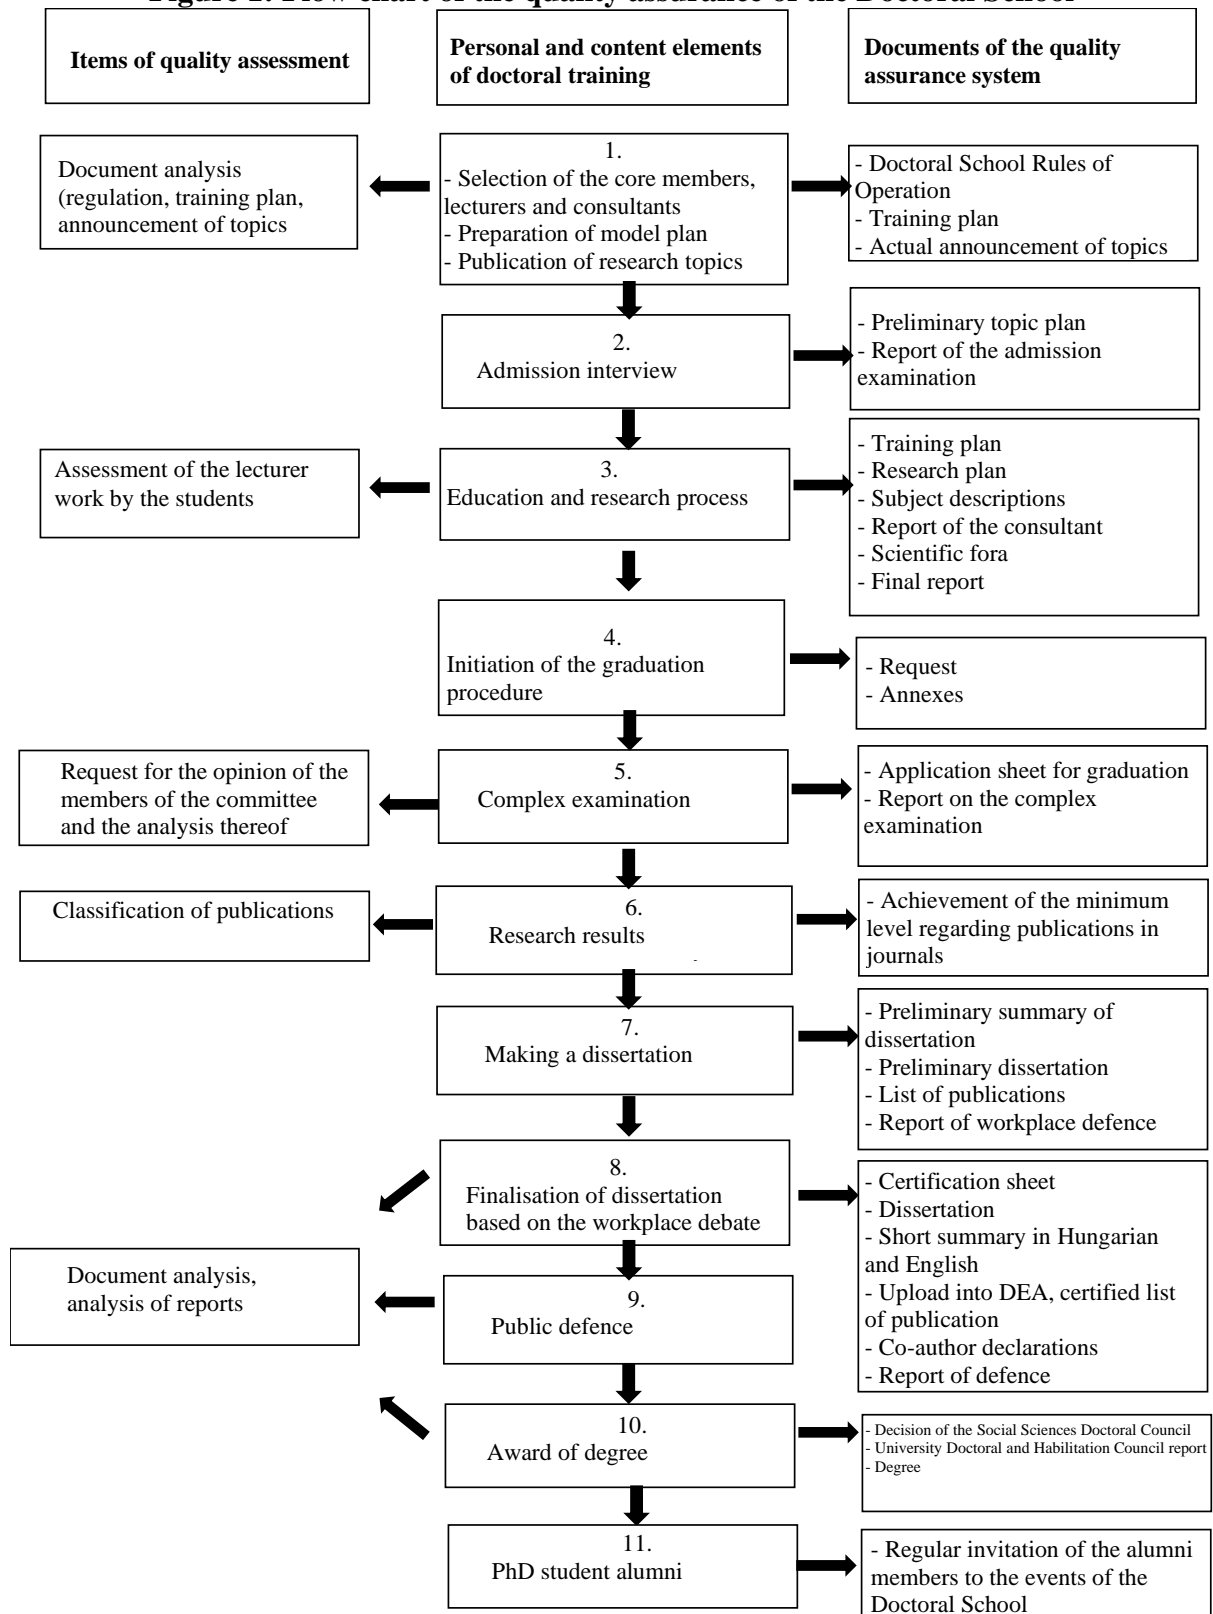 Figure 2: Flow chart of the quality assurance of the Doctoral School
Items of quality assessment
Personal and content elements
of doctoral training
Documents of the quality
assurance system
Document analysis
(regulation, training plan,
announcement of topics
1.
- Selection of the core members,
lecturers and consultants
- Preparation of model plan
- Publication of research topics
- Doctoral School Rules of
Operation
- Training plan
- Actual announcement of topics
2.
Admission interview
- Preliminary topic plan
- Report of the admission
examination
Assessment of the lecturer
work by the students
3.
Education and research process
- Training plan
- Research plan
- Subject descriptions
- Report of the consultant
- Scientific fora
- Final report
4.
Initiation of the graduation
procedure
- Request
- Annexes
Request for the opinion of the
members of the committee
and the analysis thereof
5.
Complex examination
- Application sheet for graduation
- Report on the complex
examination
Classification of publications
6.
Research results
- Achievement of the minimum
level regarding publications in
journals
7.
Making a dissertation
- Preliminary summary of
dissertation
- Preliminary dissertation
- List of publications
- Report of workplace defence
8.
Finalisation of dissertation
based on the workplace debate
- Certification sheet
- Dissertation
- Short summary in Hungarian
and English
- Upload into DEA, certified list
of publication
- Co-author declarations
- Report of defence
Document analysis,
analysis of reports
9.
Public defence
10.
Award of degree
- Decision of the Social Sciences Doctoral Council
- University Doctoral and Habilitation Council report
- Degree
11.
PhD student alumni
- Regular invitation of the alumni
members to the events of the
Doctoral School